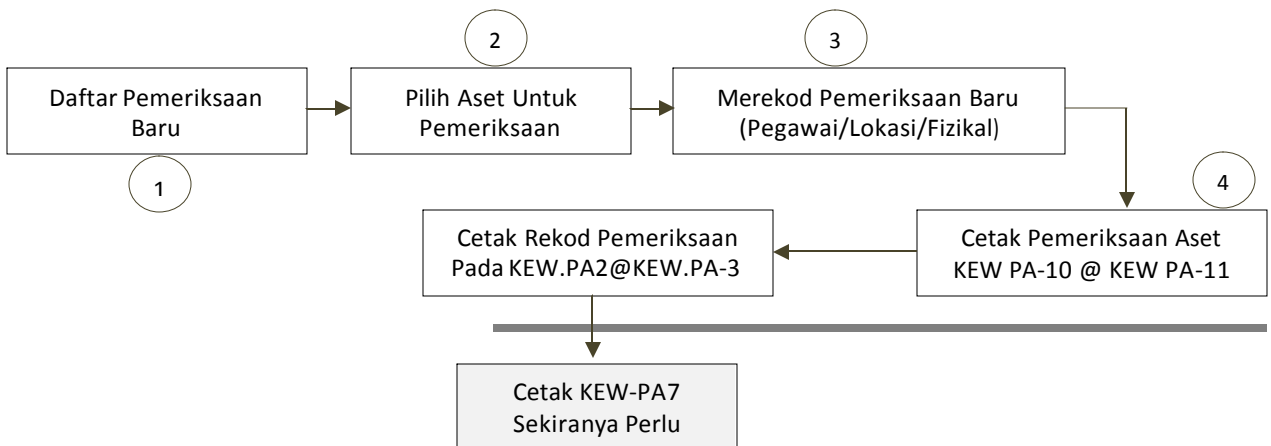 2
3
Daftar Pemeriksaan
Baru
Pilih Aset Untuk
Pemeriksaan
Merekod Pemeriksaan Baru
(Pegawai/Lokasi/Fizikal)
1
4
Cetak Rekod Pemeriksaan
Pada KEW.PA2@KEW.PA-3
Cetak Pemeriksaan Aset
KEW PA-10 @ KEW PA-11
Cetak KEW-PA7
Sekiranya Perlu